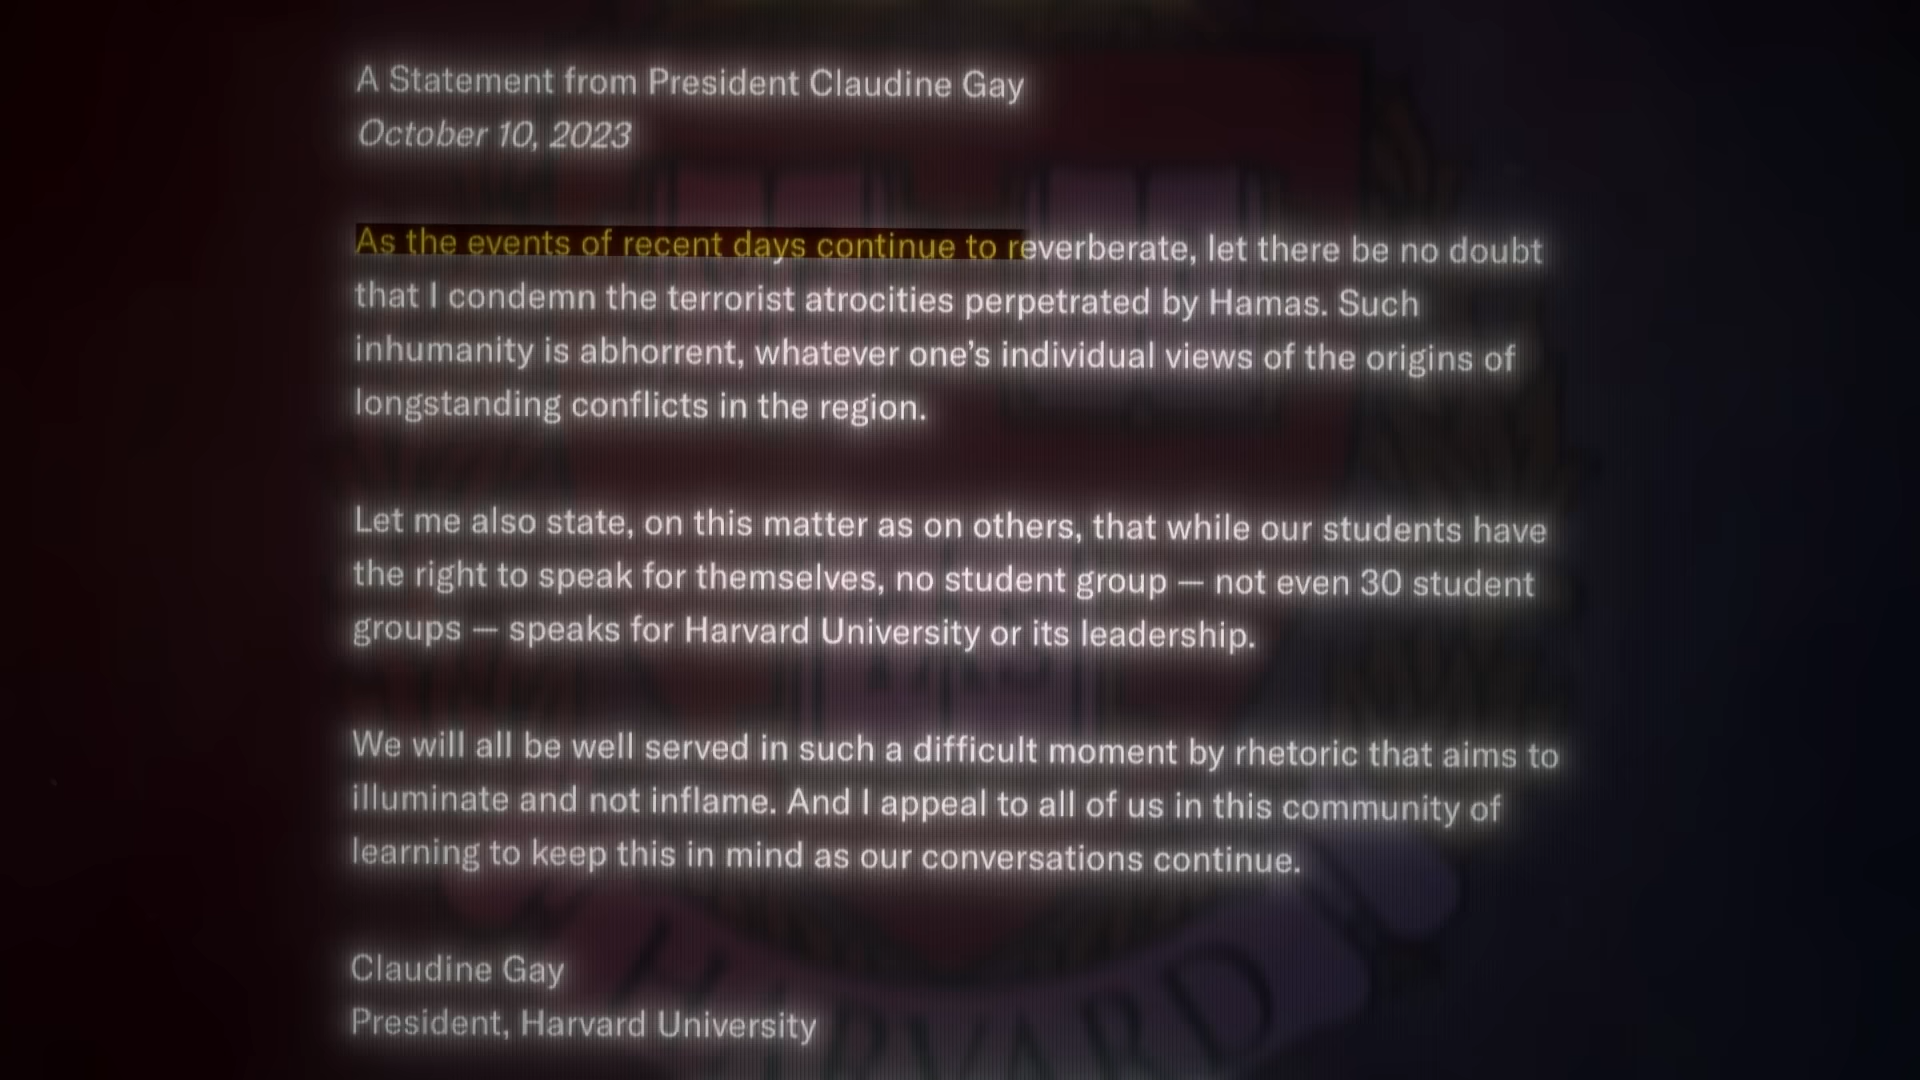 A Statement from President Claudine Gay
October 10, 2023
As the events of recent days continue to reverberate, let there be no doubt
that I condemn the terrorist atrocities perpetrated by Hamas. Such
inhumanity is abhorrent, whatever one’s individual views of the origins of
longstanding conflicts in the region.
Let me also state, on this matter as on others, that while our students have
the right to speak for themselves, no student group — not even 30 student
groups — speaks for Harvard University or its leadership.
We will all be well served in such a difficult moment by rhetoric that aims to
illuminate and not inflame. And I appeal to all of us in this community of
learning to keep this in mind as our conversations continue.
Claudine Gay
President, Harvard University
HARVARD